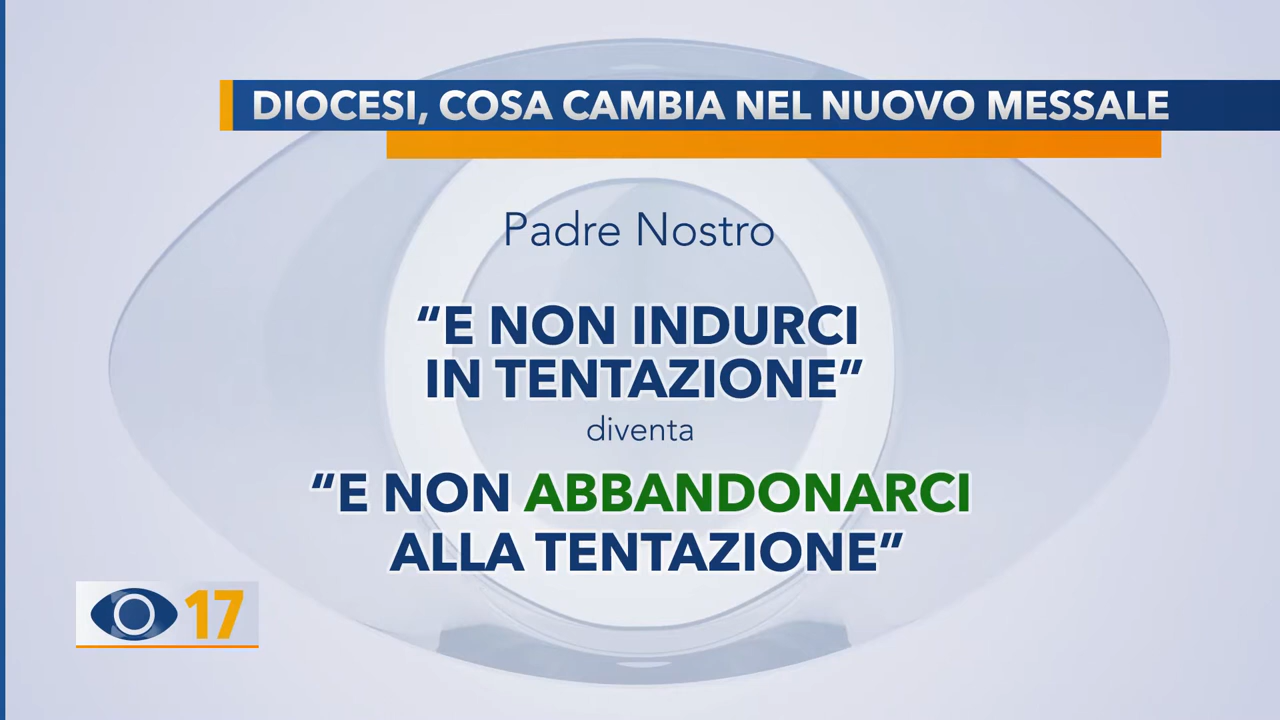 DIOCESI, COSA CAMBIA NEL NUOVO MESSALE
Padre Nostro
“E NON INDURCI
IN TENTAZIONE”
diventa
“E NON ABBANDONARCI
ALLA TENTAZIONE”
17